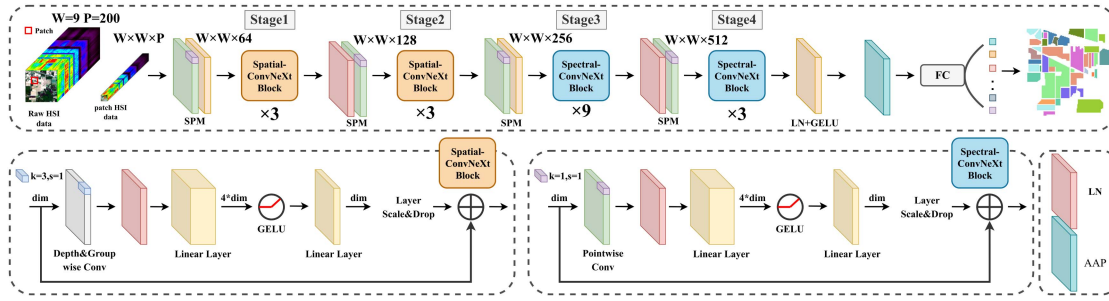 W=9 P=200
Patch
Raw HSI
data
patch HSI
data
W×W×P
SPM
W×W×64
Stage1
Spatial-
ConvNeXt
Block
×3
SPM
W×W×128
Stage2
Spatial-
ConvNeXt
Block
×3
SPM
W×W×256
Stage3
Spectral-
ConvNeXt
Block
×9
SPM
W×W×512
Stage4
Spectral-
ConvNeXt
Block
×3
LN+GELU
FC
k=3,s=1
dim
Depth&Group
wise Conv
Linear Layer
4*dim
GELU
Linear Layer
dim
Layer
Scale&Drop
Spatial-
ConvNeXt
Block
k=1,s=1
dim
Pointwise
Conv
Linear Layer
4*dim
GELU
Linear Layer
dim
Layer
Scale&Drop
Spectral-
ConvNeXt
Block
LN
AAP